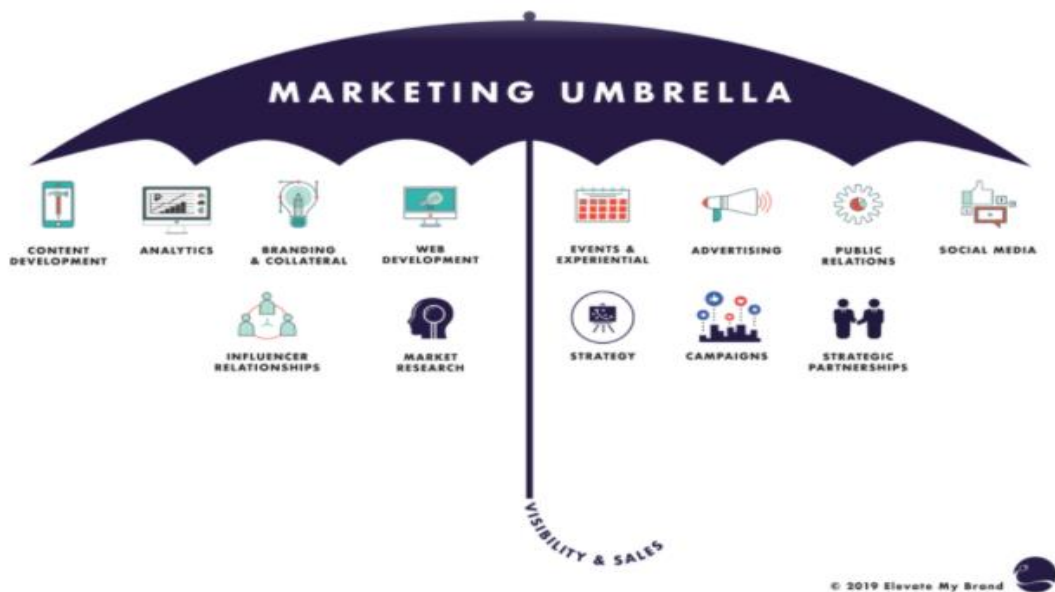 MARKETING UMBRELLA
CONTENT
DEVELOPMENT
ANALYTICS
BRANDING
& COLLATERAL
WEB
DEVELOPMENT
EVENTS &
EXPERIENTIAL
ADVERTISING
PUBLIC
RELATIONS
SOCIAL MEDIA
INFLUENCER
RELATIONSHIPS
MARKET
RESEARCH
STRATEGY
CAMPAIGNS
STRATEGIC
PARTNERSHIPS
VISIBILITY & SALES
© 2019 Elevate My Brand